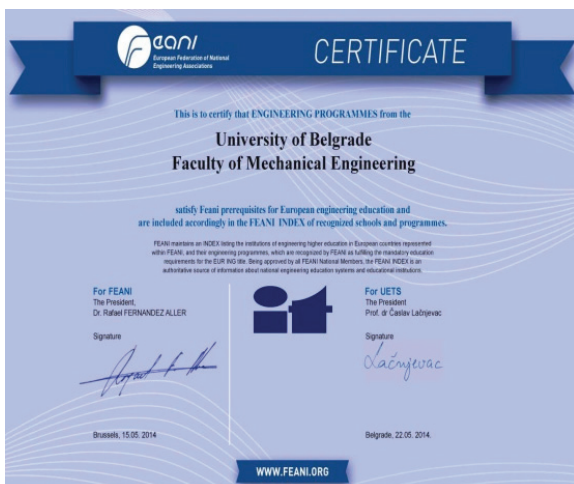 feani
European Federation of National
Engineering Associations
CERTIFICATE
This is to certify that ENGINEERING PROGRAMMES from the
University of Belgrade
Faculty of Mechanical Engineering
satisfy Feani prerequisites for European engineering education and
are included accordingly in the FEANI INDEX of recognized schools and programmes.
FEANI maintains an INDEX listing the institutions of engineering higher education in European countries represented
within FEANI, and their engineering programmes, which are recognized by FEANI as fulfilling the mandatory education
requirements for the EUR ING title. Being approved by all FEANI National Members, the FEANI INDEX is an
authoritative source of information about national engineering education systems and educational institutions
For FEANI
The President,
Dr. Rafael FERNANDEZ ALLER
Signature
Brussels, 15.05. 2014
it
For UETS
The President
Prof. dr Časlav Lačnjevac
Signature
Lačnjevac
Belgrade, 22.05. 2014.
WWW.FEANI.ORG